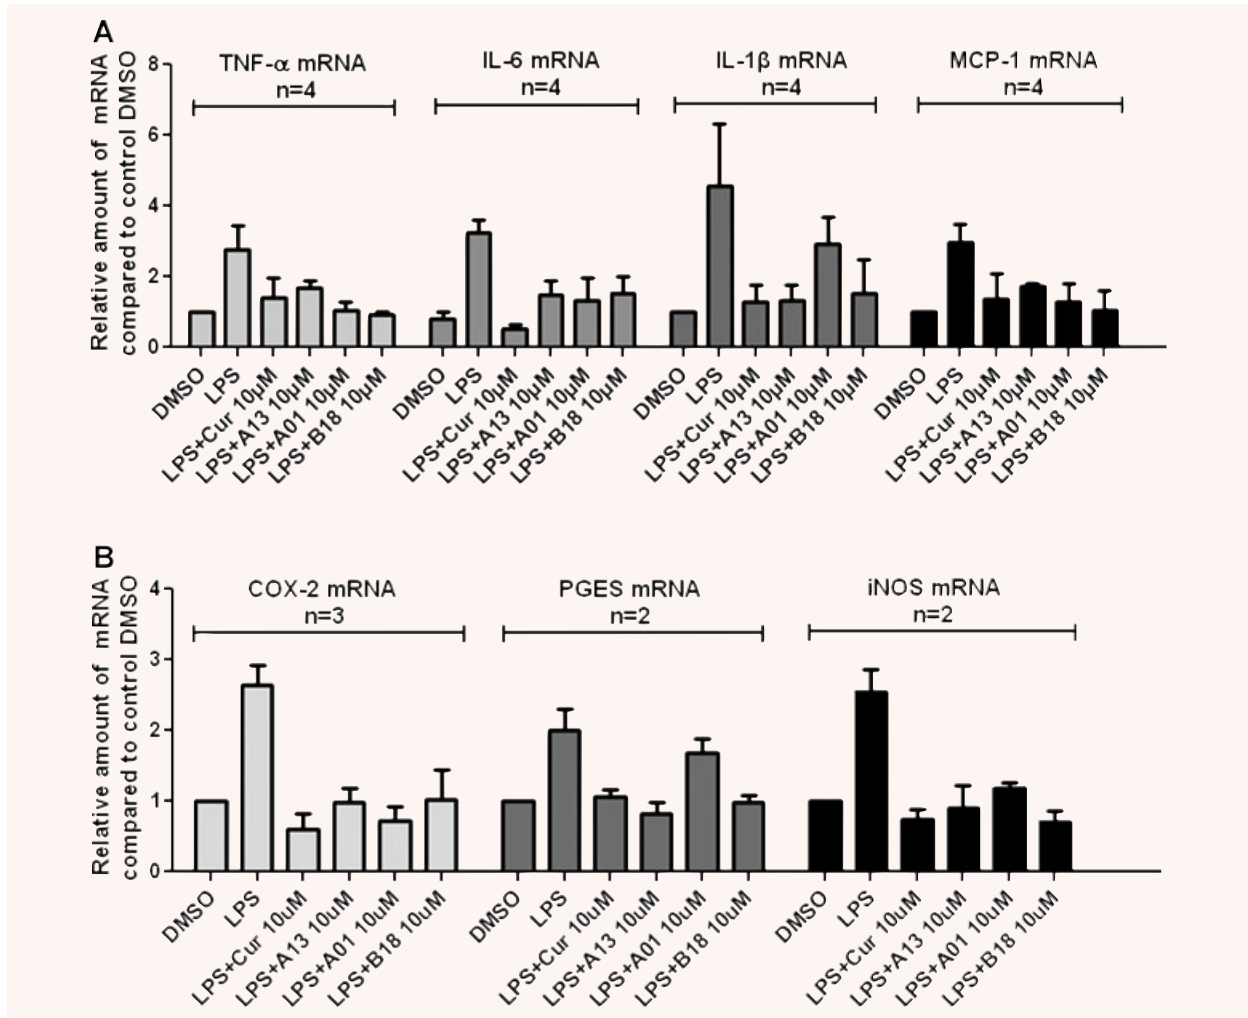 A
Relative amount of mRNA
compared to control DMSO
8
6
4
2
0
TNF-α mRNA
n=4
IL-6 mRNA
n=4
IL-1β mRNA
n=4
MCP-1 mRNA
n=4
DMSO
LPS
LPS+Cur 10μM
LPS+A13 10μM
LPS+A01 10μM
LPS+B18 10μM
DMSO
LPS
LPS+Cur 10μM
LPS+A13 10μM
LPS+A01 10μM
LPS+B18 10μM
DMSO
LPS
LPS+Cur 10μM
LPS+A13 10μM
LPS+A01 10μM
LPS+B18 10μM
DMSO
LPS
LPS+Cur 10μM
LPS+A13 10μM
LPS+A01 10μM
LPS+B18 10μM
B
Relative amount of mRNA
compared to control DMSO
4
3
2
1
0
COX-2 mRNA
n=3
PGES mRNA
n=2
iNOS mRNA
n=2
DMSO
LPS
LPS+Cur 10uM
LPS+A13 10uM
LPS+A01 10uM
LPS+B18 10uM
DMSO
LPS
LPS+Cur 10uM
LPS+A13 10uM
LPS+A01 10uM
LPS+B18 10uM
DMSO
LPS
LPS+Cur 10uM
LPS+A13 10uM
LPS+A01 10uM
LPS+B18 10uM